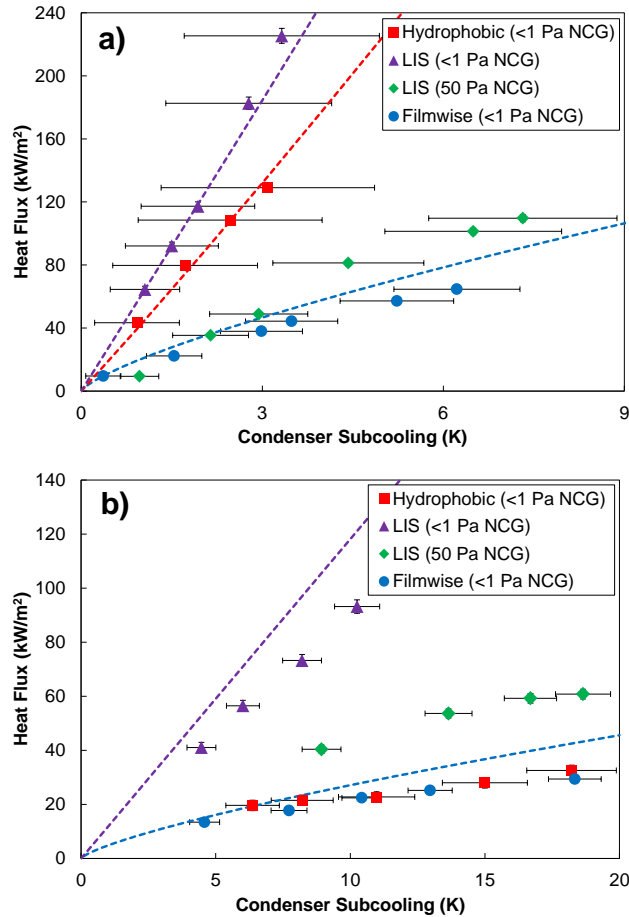 a)
Hydrophobic (<1 Pa NCG)
LIS (<1 Pa NCG)
LIS (50 Pa NCG)
Filmwise (<1 Pa NCG)
Heat Flux (kW/m²)
240
200
160
120
80
40
0
0 3 6 9
Condenser Subcooling (K)
b)
Hydrophobic (<1 Pa NCG)
LIS (<1 Pa NCG)
LIS (50 Pa NCG)
Filmwise (<1 Pa NCG)
Heat Flux (kW/m²)
140
120
100
80
60
40
20
0
0 5 10 15 20
Condenser Subcooling (K)